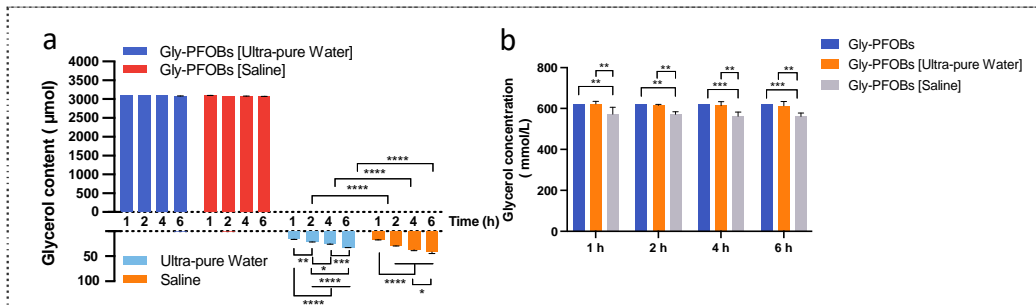 a
Gly-PFOBs [Ultra-pure Water]
Gly-PFOBs [Saline]
Glycerol content ( μmol)
4000
3500
3000
2500
2000
1500
1000
500
0
50
100
1 2 4 6 1 2 4 6 1 2 4 6 1 2 4 6 Time (h)
****
****
****
** ***
*
****
****
****
*
Ultra-pure Water
Saline
b
Gly-PFOBs
Gly-PFOBs [Ultra-pure Water]
Gly-PFOBs [Saline]
Glycerol concentration
( mmol/L)
800
600
400
200
0
** ** ** **
** ** *** ***
1 h 2 h 4 h 6 h